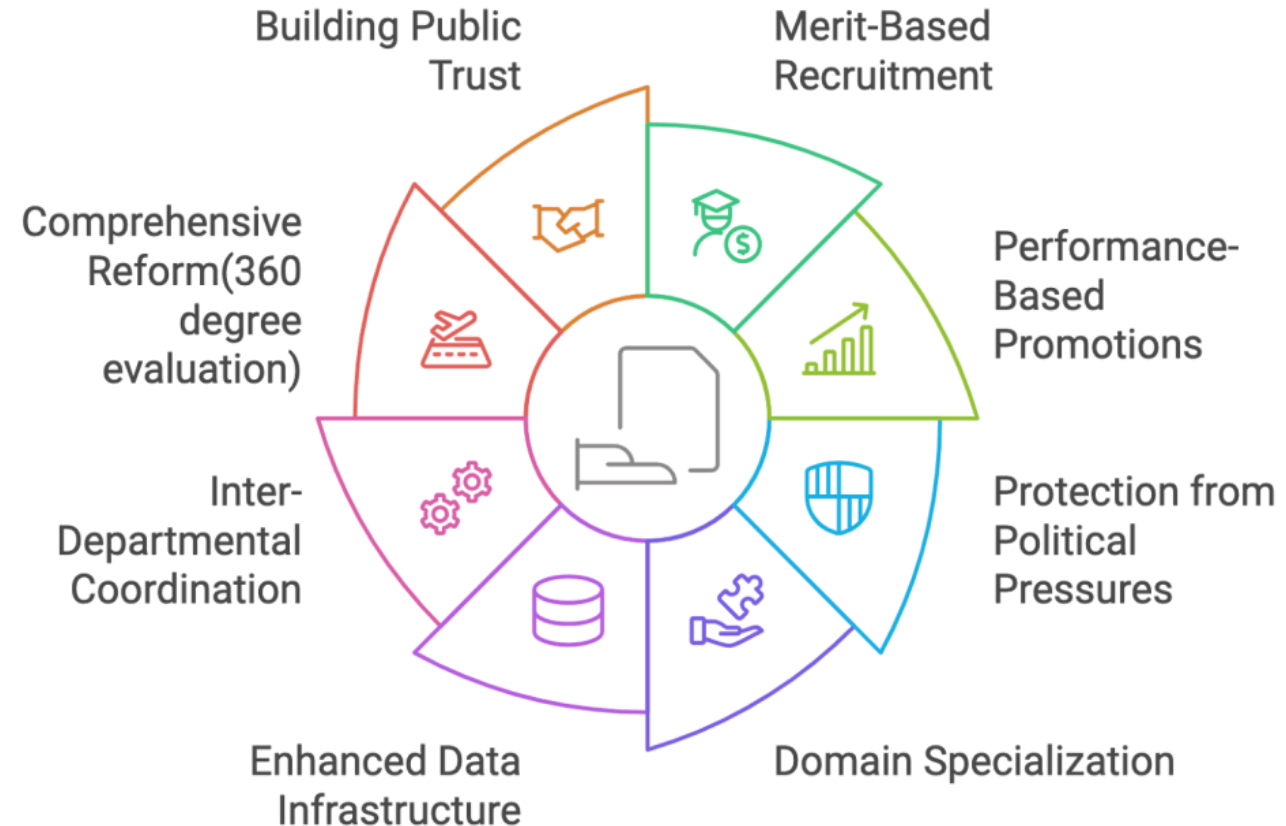 Building Public
Trust
Merit-Based
Recruitment
Comprehensive
Reform(360
degree
evaluation)
Performance-
Based
Promotions
Inter-
Departmental
Coordination
Protection from
Political
Pressures
Enhanced Data
Infrastructure
Domain Specialization
$